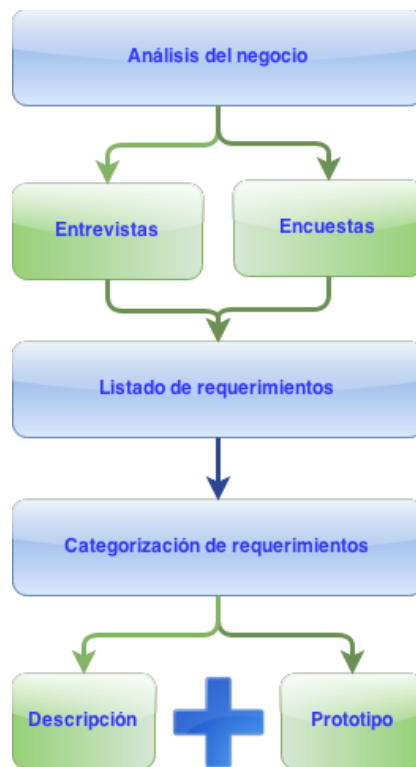 Análisis del negocio
Entrevistas
Encuestas
Listado de requerimientos
Categorización de requerimientos
Descripción
Prototipo